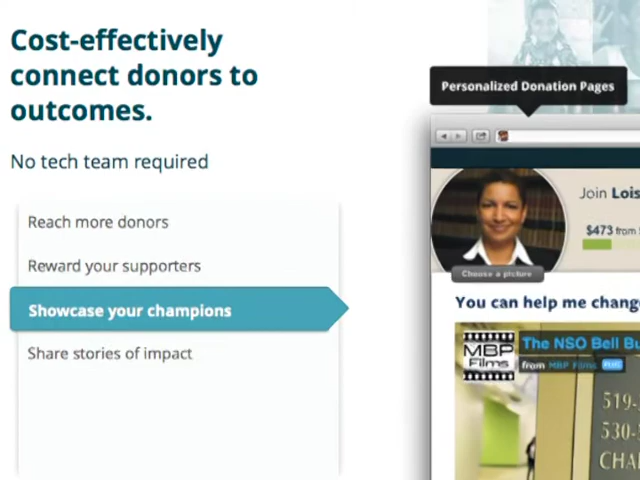 Cost-effectively
connect donors to
outcomes.
No tech team required
Reach more donors
Reward your supporters
Showcase your champions
Share stories of impact
Personalized Donation Pages
Join Lois
$473 from
Choose a picture
You can help me chang
MBP
Films
The NSO Bell Bu
from MBP Films PLUS
519-
530-
CHA